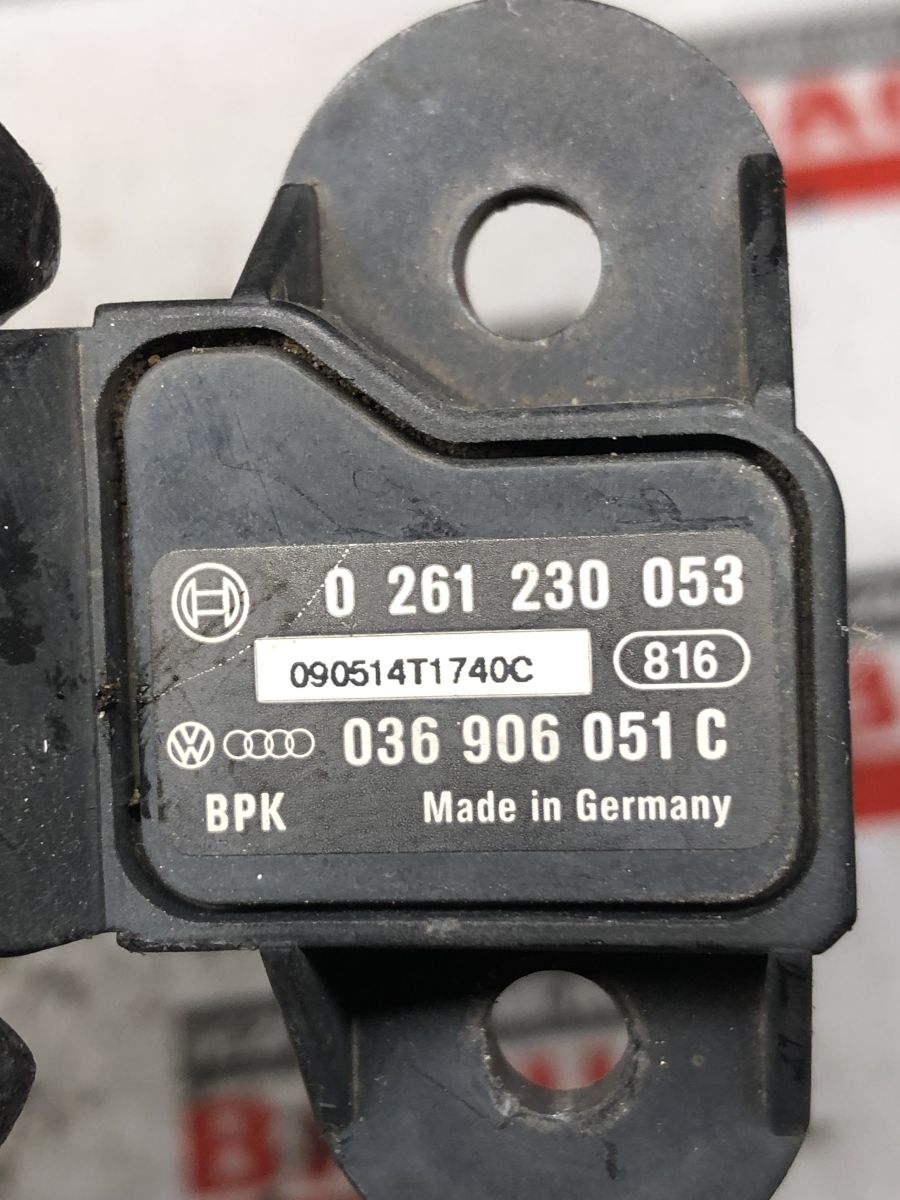 0 261 230 053
090514T1740C 816
036 906 051 C
BPK Made in Germany